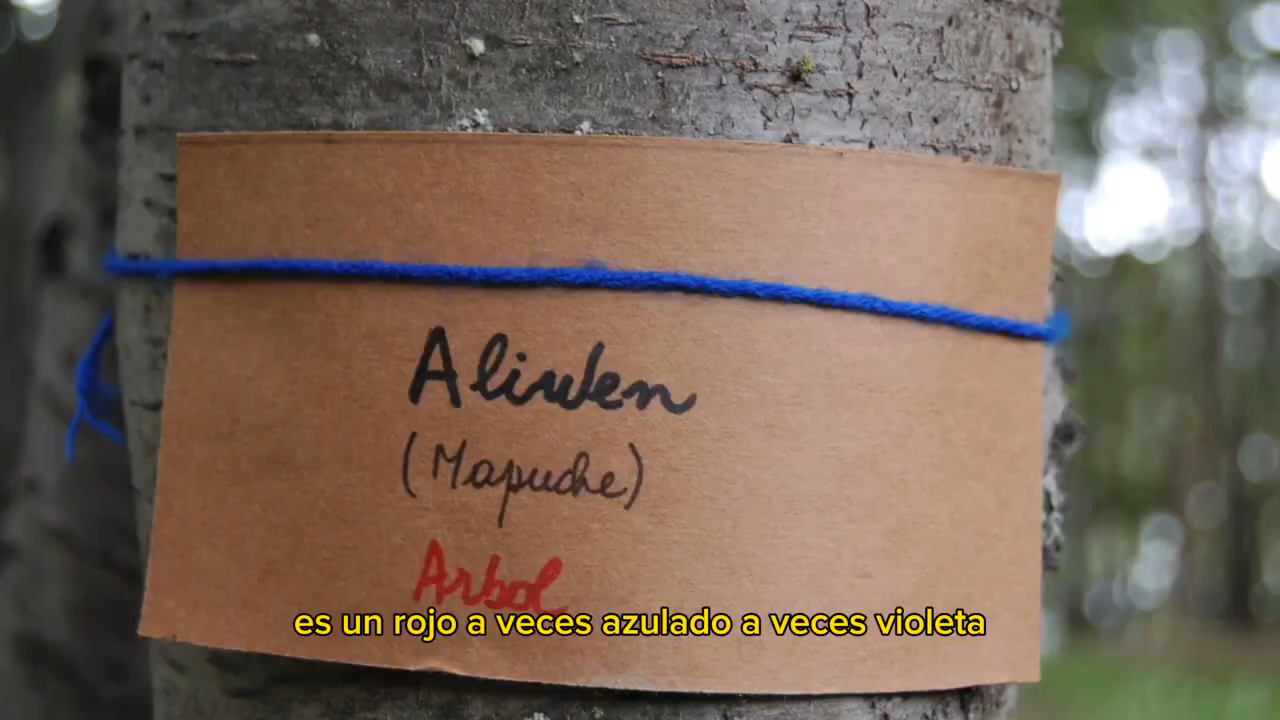 Aliwen
(Mapuche)
Arbol
es un rojo a veces azulado a veces violeta